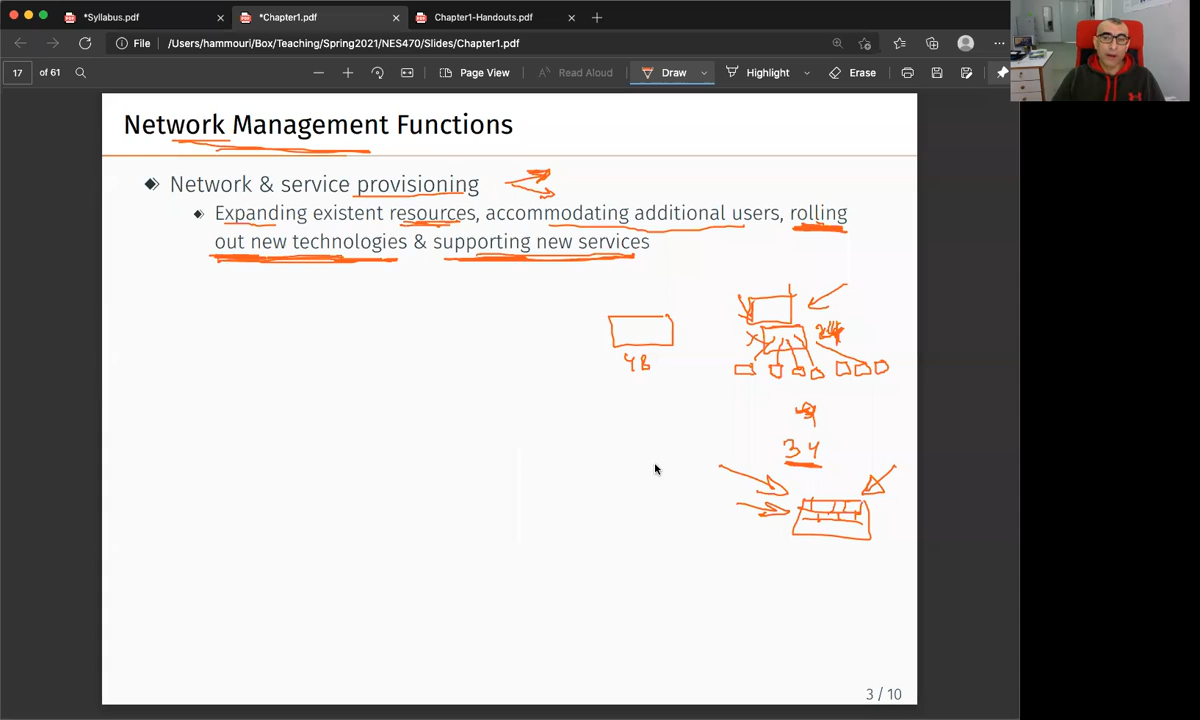 *Syllabus.pdf
*Chapter1.pdf
Chapter1-Handouts.pdf
File
/Users/hammouri/Box/Teaching/Spring2021/NES470/Slides/Chapter1.pdf
17 of 61
Page View
Read Aloud
Draw
Highlight
Erase
Network Management Functions
Network & service provisioning
Expanding existent resources, accommodating additional users, rolling
out new technologies & supporting new services
48
34
3 / 10